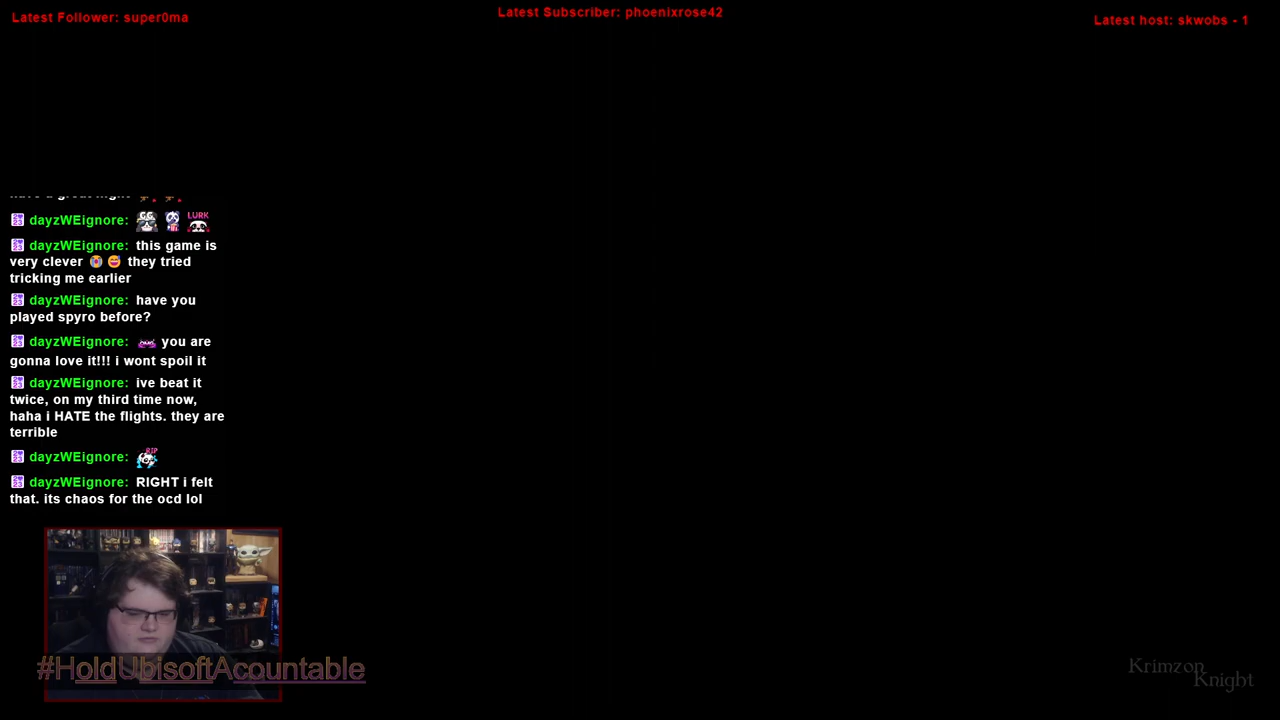 Latest Follower: super0ma
Latest Subscriber: phoenixrose42
Latest host: skwobs - 1
dayzWEignore: GG LURK
dayzWEignore: this game is
very clever they tried
tricking me earlier
dayzWEignore: have you
played spyro before?
dayzWEignore: you are
gonna love it!!! i wont spoil it
dayzWEignore: ive beat it
twice, on my third time now,
haha i HATE the flights. they are
terrible
dayzWEignore: RIP
dayzWEignore: RIGHT i felt
that. its chaos for the ocd lol
#HoldUbisoftAcountable
Krimzon
Knight